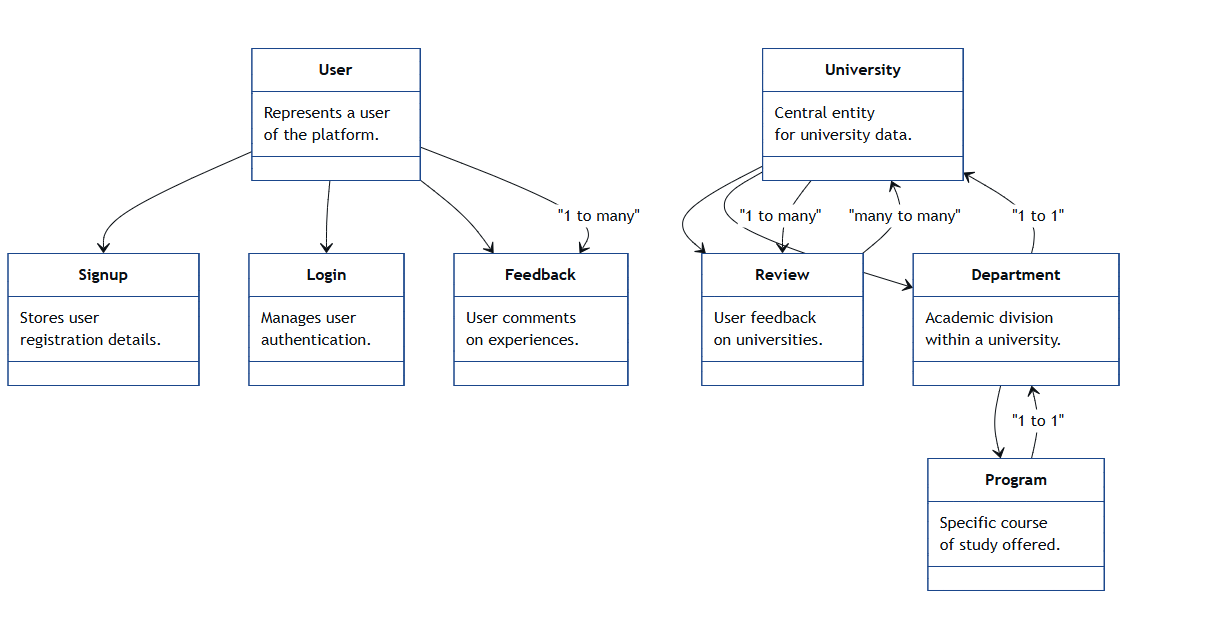 User
Represents a user
of the platform.
University
Central entity
for university data.
"1 to many"
"1 to many"
"many to many"
"1 to 1"
Signup
Stores user
registration details.
Login
Manages user
authentication.
Feedback
User comments
on experiences.
Review
User feedback
on universities.
Department
Academic division
within a university.
"1 to 1"
Program
Specific course
of study offered.